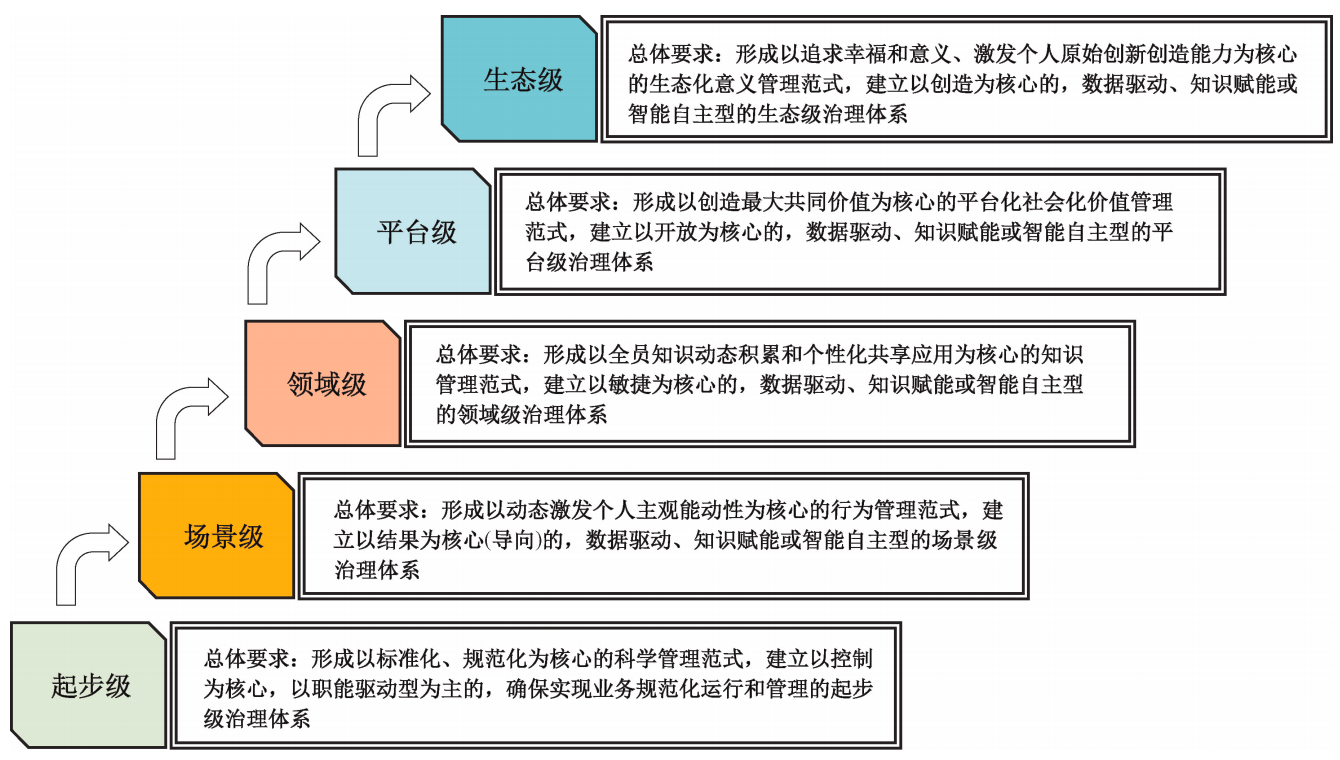 生态级
总体要求：形成以追求幸福和意义、激发个人原始创新创造能力为核心
的生态化意义管理范式，建立以创造为核心的，数据驱动、知识赋能或
智能自主型的生态级治理体系
平台级
总体要求：形成以创造最大共同价值为核心的平台化社会化价值管理
范式，建立以开放为核心的，数据驱动、知识赋能或智能自主型的平
台级治理体系
领域级
总体要求：形成以全员知识动态积累和个性化共享应用为核心的知识
管理范式，建立以敏捷为核心的，数据驱动、知识赋能或智能自主型
的领域级治理体系
场景级
总体要求：形成以动态激发个人主观能动性为核心的行为管理范式，建
立以结果为核心(导向)的，数据驱动、知识赋能或智能自主型的场景级
治理体系
起步级
总体要求：形成以标准化、规范化为核心的科学管理范式，建立以控制
为核心，以职能驱动型为主的，确保实现业务规范化运行和管理的起步
级治理体系